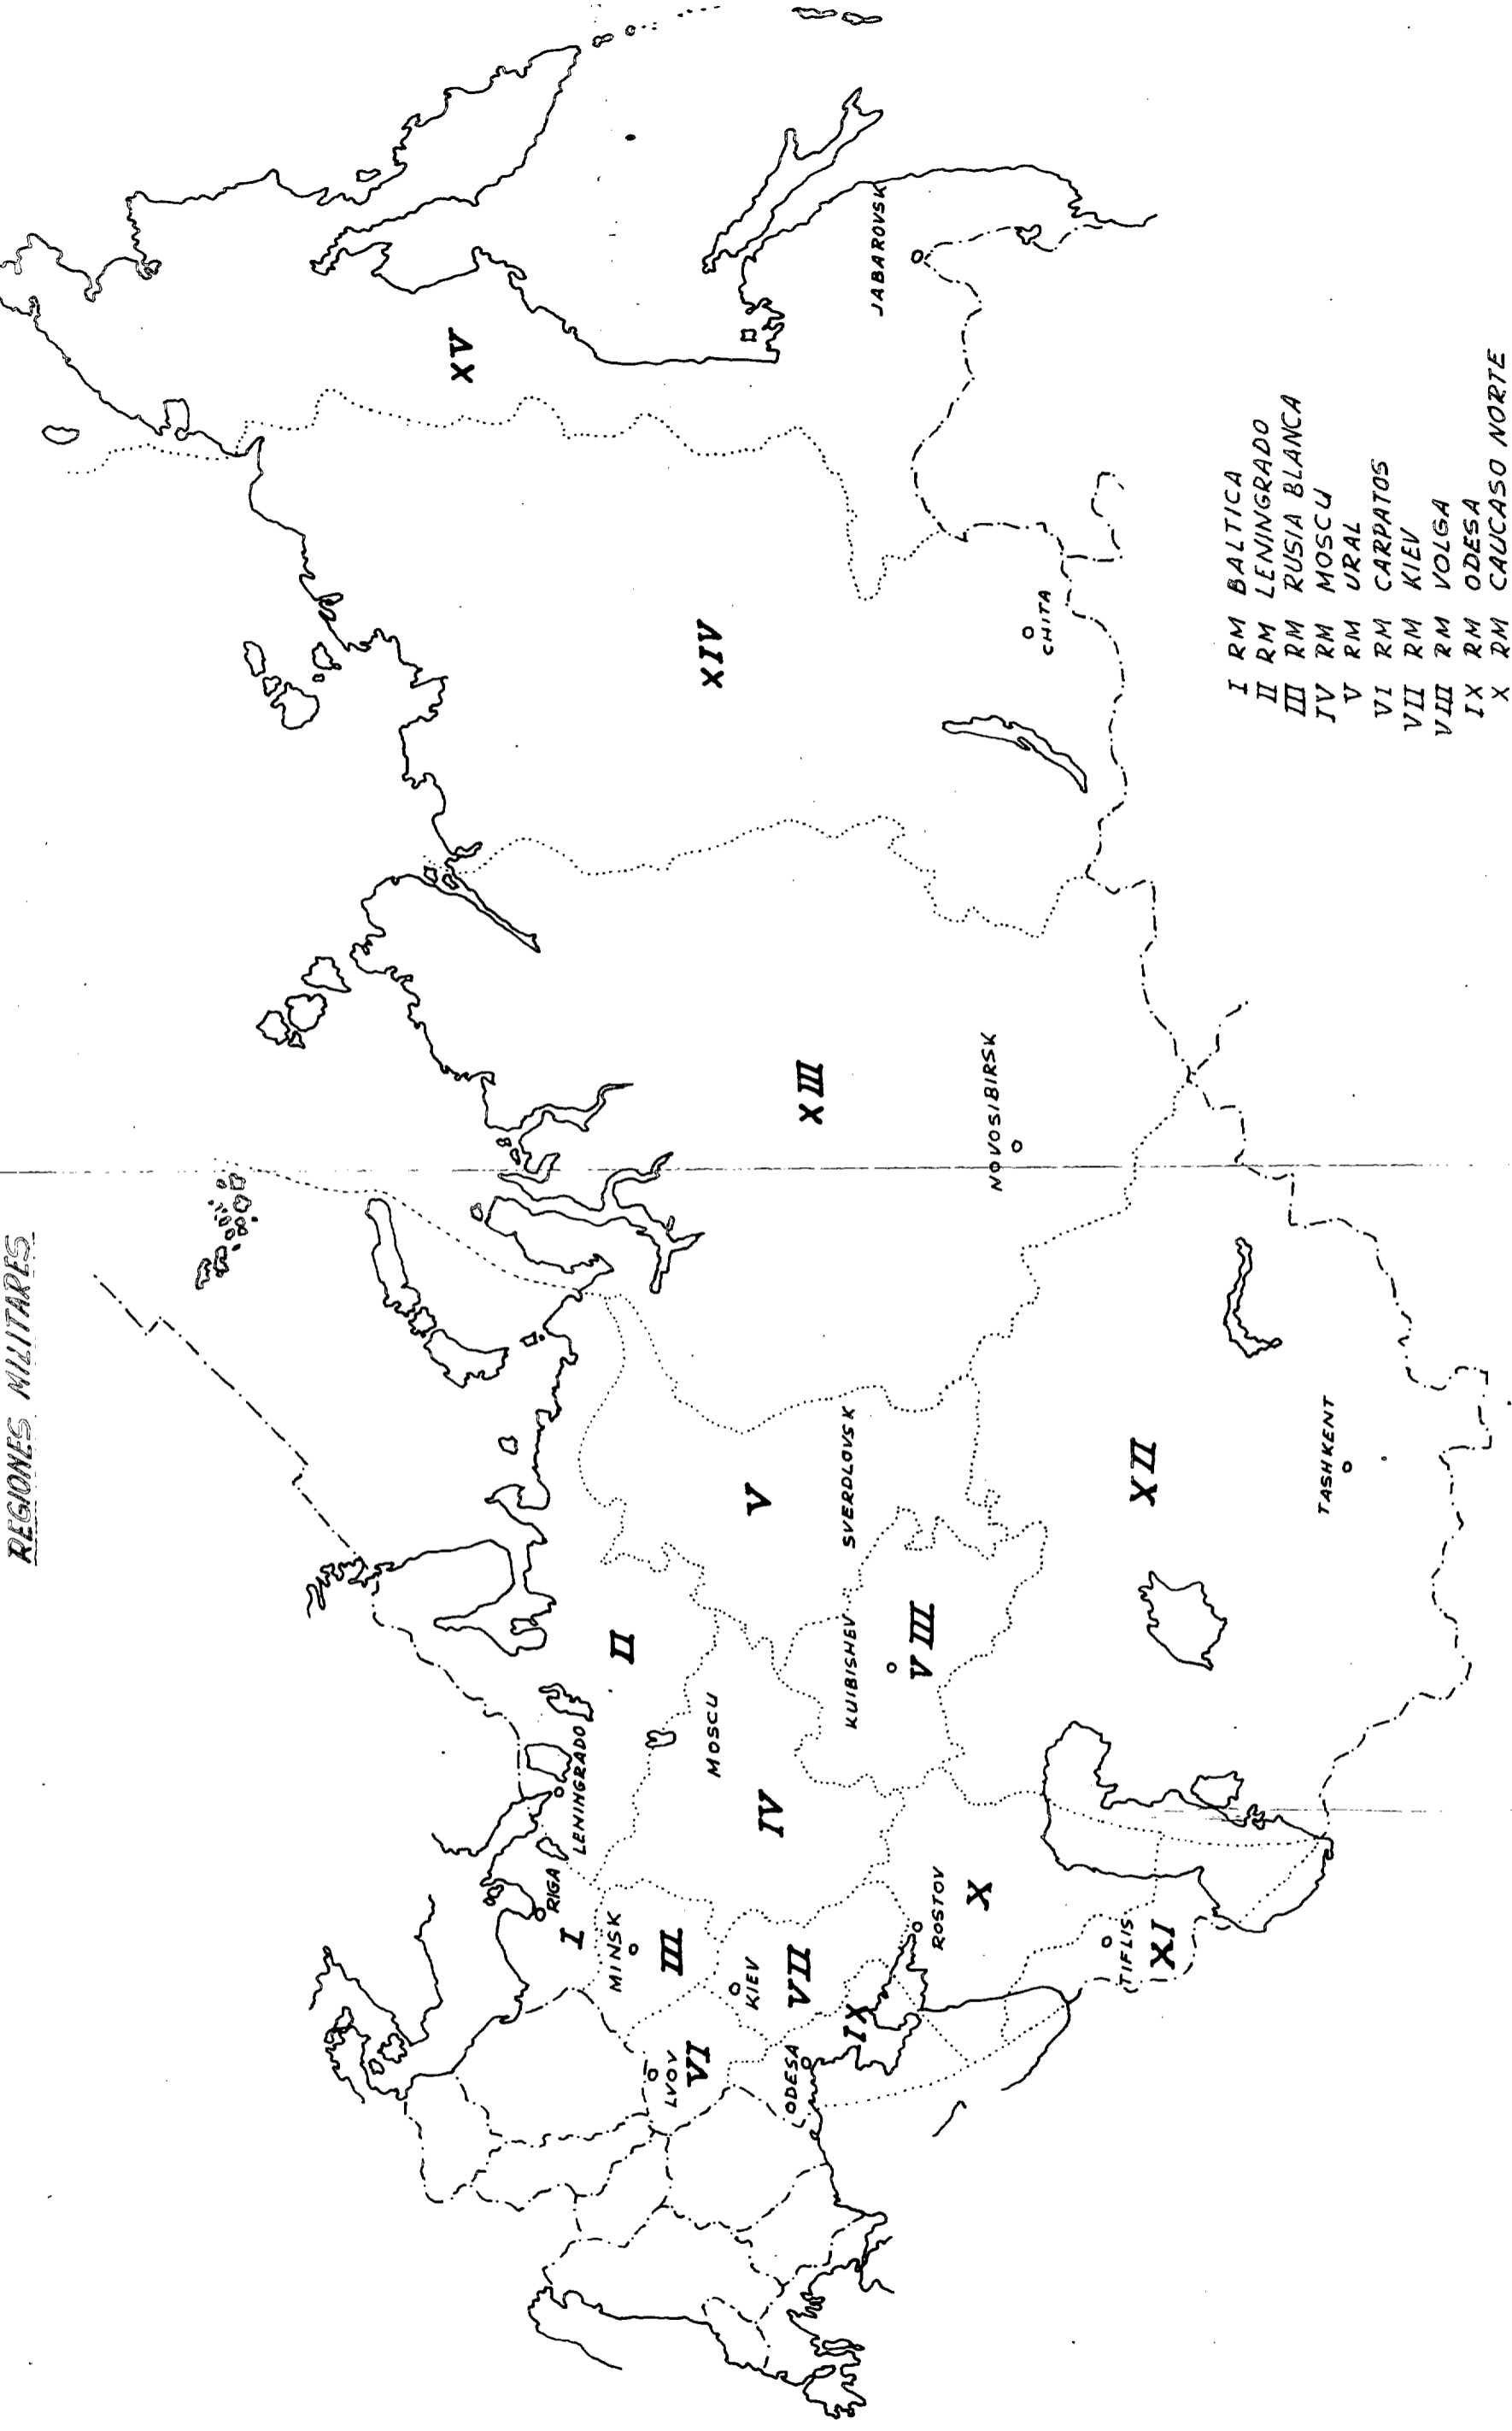 REGIONES MILITARES
XV
JABAROVSK
XIV
CHITA
XIII
NOVOSIBIRSK
V
SVERDLOVSK
XII
TASHKENT
II
KUIBISHEV
VIII
MOSCU
LENINGRADO
IV
RIGA
I
MINSK
III
ROSTOV
X
KIEV
VII
TIFLIS
XI
IX
LVOV
VI
ODESA
I RM BALTICA
II RM LENINGRADO
III RM RUSIA BLANCA
IV RM MOSCU
V RM URAL
VI RM CARPATOS
VII RM KIEV
VIII RM VOLGA
IX RM ODESA
X RM CAUCASO NORTE